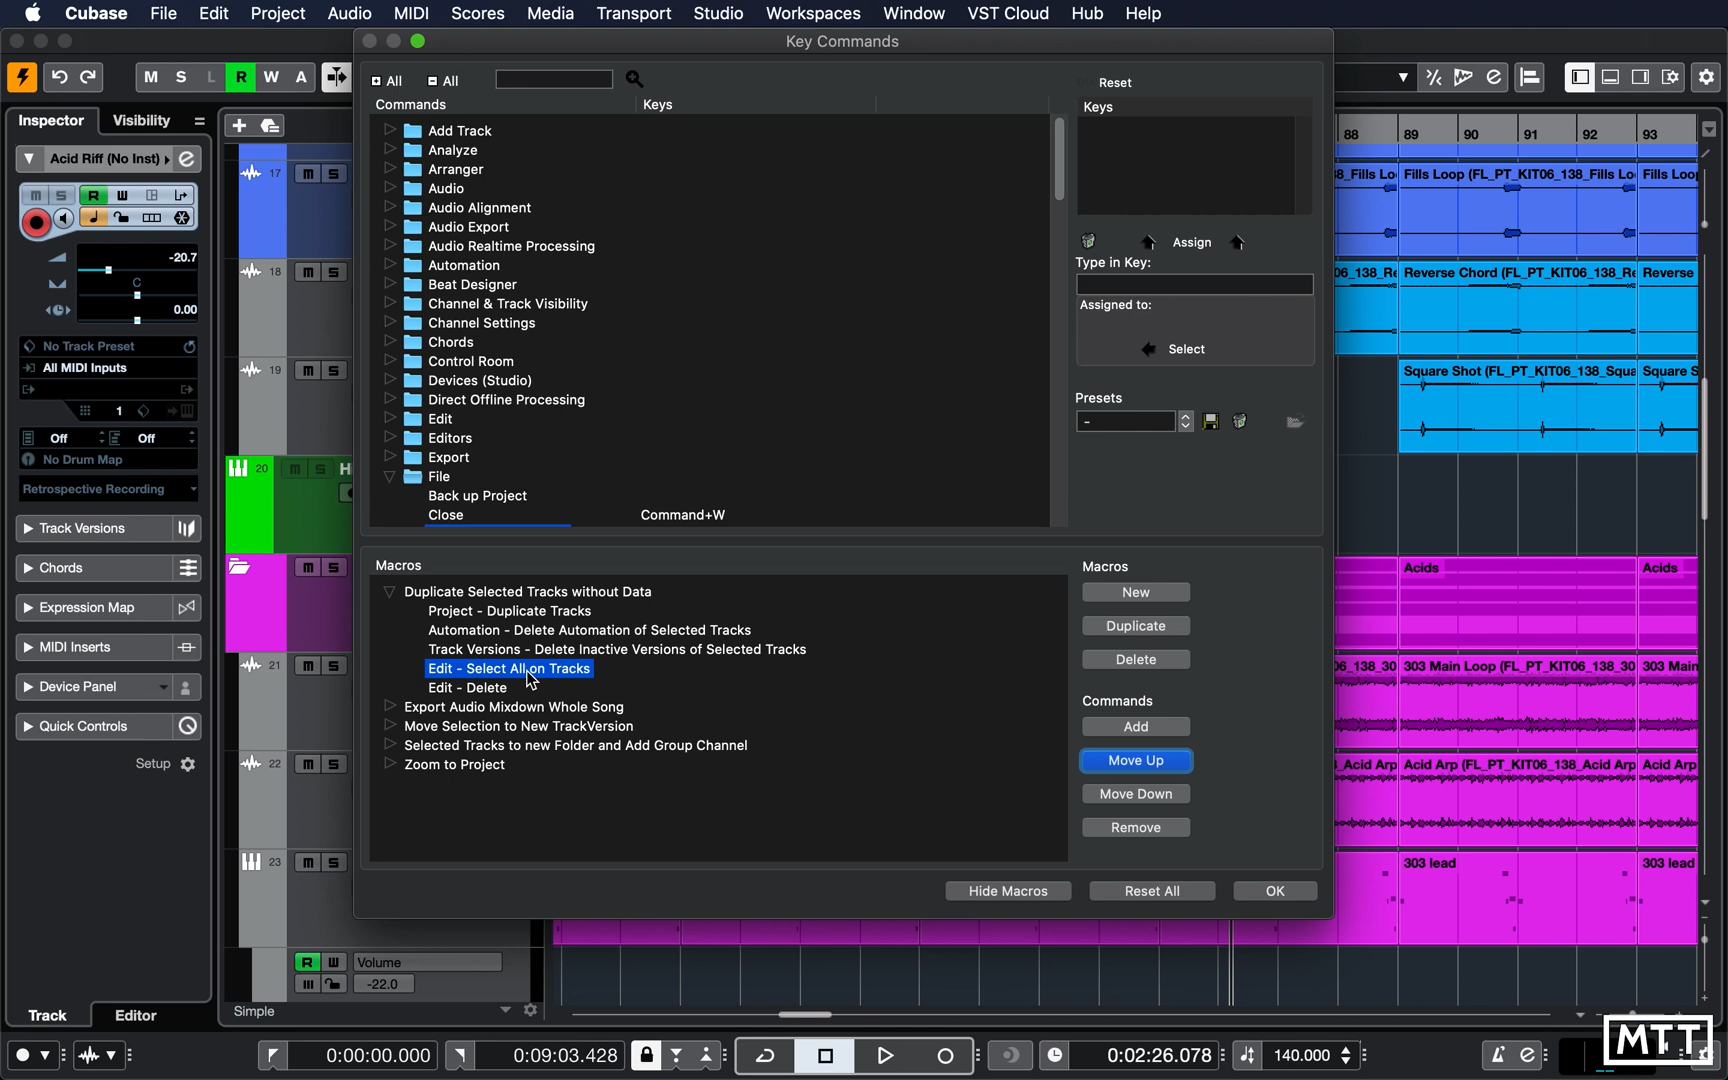 Cubase File Edit Project Audio MIDI Scores Media Transport Studio Workspaces Window VST Cloud Hub Help
Key Commands
M S L R W A
All All
Reset
Commands Keys
Keys
Inspector Visibility
Acid Riff (No Inst)
-20.7
C
0.00
No Track Preset
All MIDI Inputs
1
Off Off
No Drum Map
Retrospective Recording
Track Versions
Chords
Expression Map
MIDI Inserts
Device Panel
Quick Controls
Setup
Track Editor
17 m S
18 m S
19 m S
20 m S H
m S
21 m S
22 m S
23 m S
R W Volume
-22.0
Simple
Add Track
Analyze
Arranger
Audio
Audio Alignment
Audio Export
Audio Realtime Processing
Automation
Beat Designer
Channel & Track Visibility
Channel Settings
Chords
Control Room
Devices (Studio)
Direct Offline Processing
Edit
Editors
Export
File
Back up Project
Close Command+W
Assign
Type in Key:
Assigned to:
Select
Presets
-
Macros
Duplicate Selected Tracks without Data
Project - Duplicate Tracks
Automation - Delete Automation of Selected Tracks
Track Versions - Delete Inactive Versions of Selected Tracks
Edit - Select All on Tracks
Edit - Delete
Export Audio Mixdown Whole Song
Move Selection to New TrackVersion
Selected Tracks to new Folder and Add Group Channel
Zoom to Project
Macros
New
Duplicate
Delete
Commands
Add
Move Up
Move Down
Remove
Hide Macros Reset All OK
88 89 90 91 92 93
8_Fills Lo Fills Loop (FL_PT_KIT06_138_Fills Lo Fills Loop
06_138_Re Reverse Chord (FL_PT_KIT06_138_Re Reverse
Square Shot (FL_PT_KIT06_138_Squa Square S
Acids Acids
06_138_30 303 Main Loop (FL_PT_KIT06_138_30 303 Main
Acid Arp Acid Arp (FL_PT_KIT06_138_Acid Arp Acid Arp
303 lead 303 lead
0:00:00.000 0:09:03.428 0:02:26.078 140.000
MTT